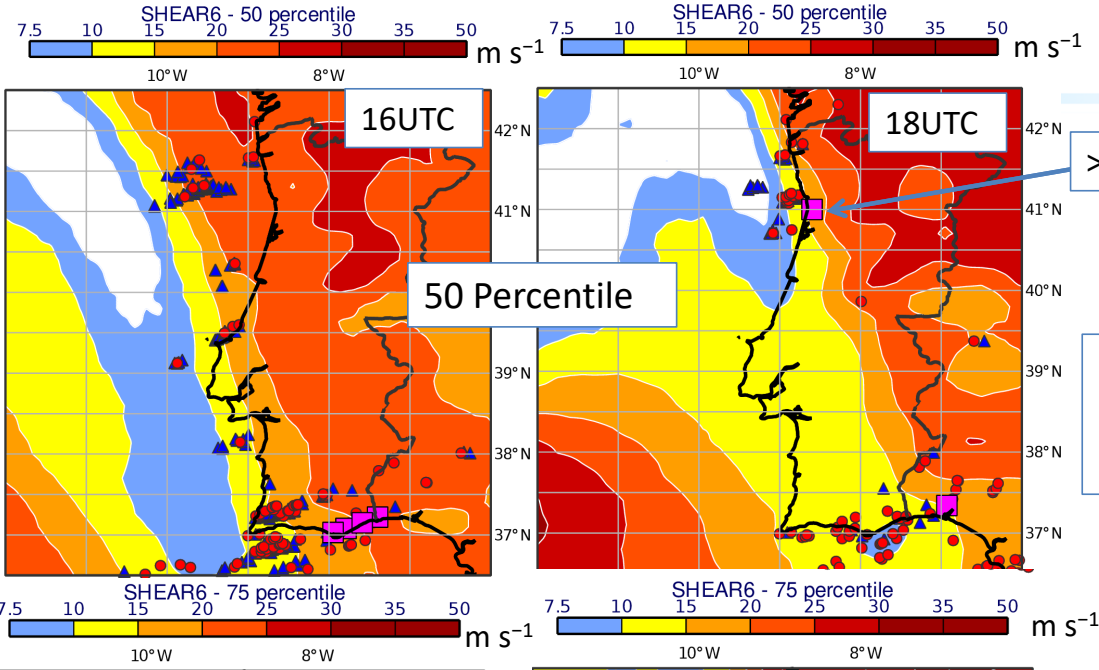 SHEAR6 - 50 percentile
7.5 10 15 20 25 30 35 50 m s⁻¹
10°W 8°W
16UTC
42°N
41°N
39°N
38°N
37°N
SHEAR6 - 50 percentile
7.5 10 15 20 25 30 35 50 m s⁻¹
10°W 8°W
18UTC
42°N
>
41°N
40°N
39°N
38°N
37°N
50 Percentile
SHEAR6 - 75 percentile
7.5 10 15 20 25 30 35 50 m s⁻¹
10°W 8°W
SHEAR6 - 75 percentile
7.5 10 15 20 25 30 35 50 m s⁻¹
10°W 8°W